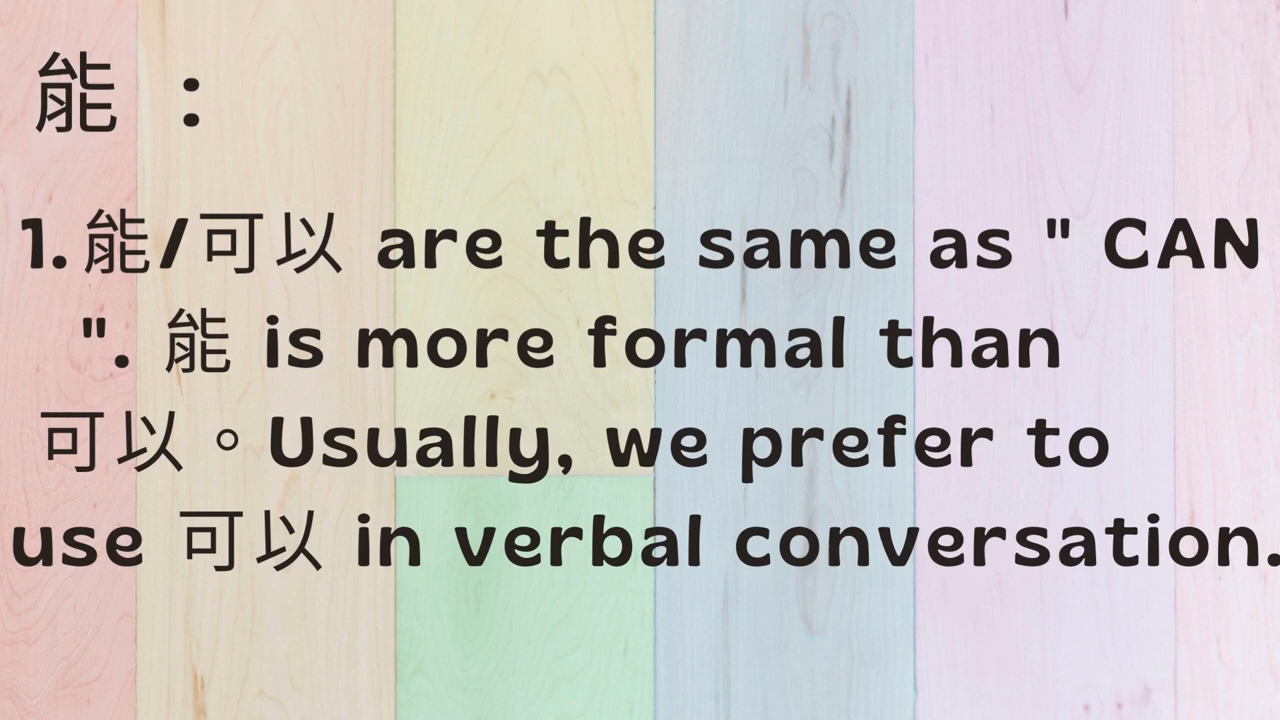 能 :
1. 能/可以 are the same as " CAN
". 能 is more formal than
可以。Usually, we prefer to
use 可以 in verbal conversation.